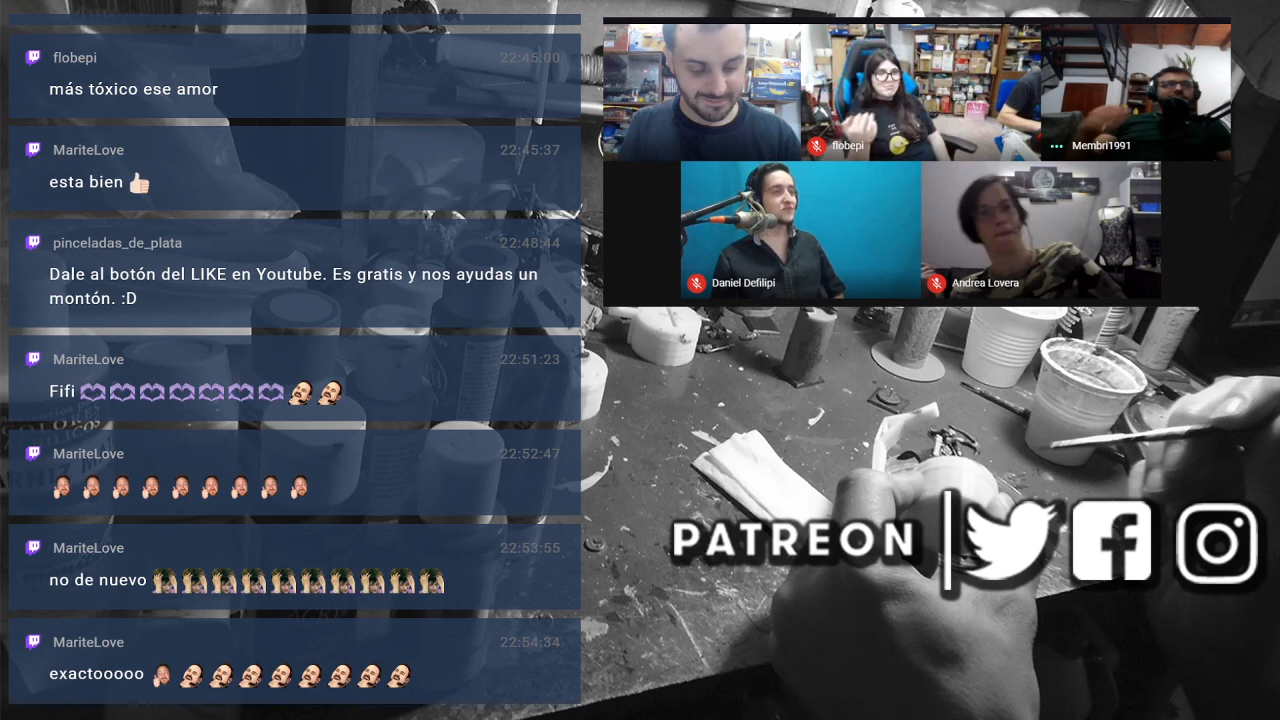 flobepi 22:45:00
más tóxico ese amor
MariteLove 22:45:37
esta bien
pinceladas_de_plata 22:48:44
Dale al botón del LIKE en Youtube. Es gratis y nos ayudas un
montón. :D
MariteLove 22:51:23
Fifi
MariteLove 22:52:47
MariteLove 22:53:55
no de nuevo
MariteLove 22:54:34
exactooooo
flobepi
Membri1991
Daniel Defilipi
Andrea Lovera
PATREON